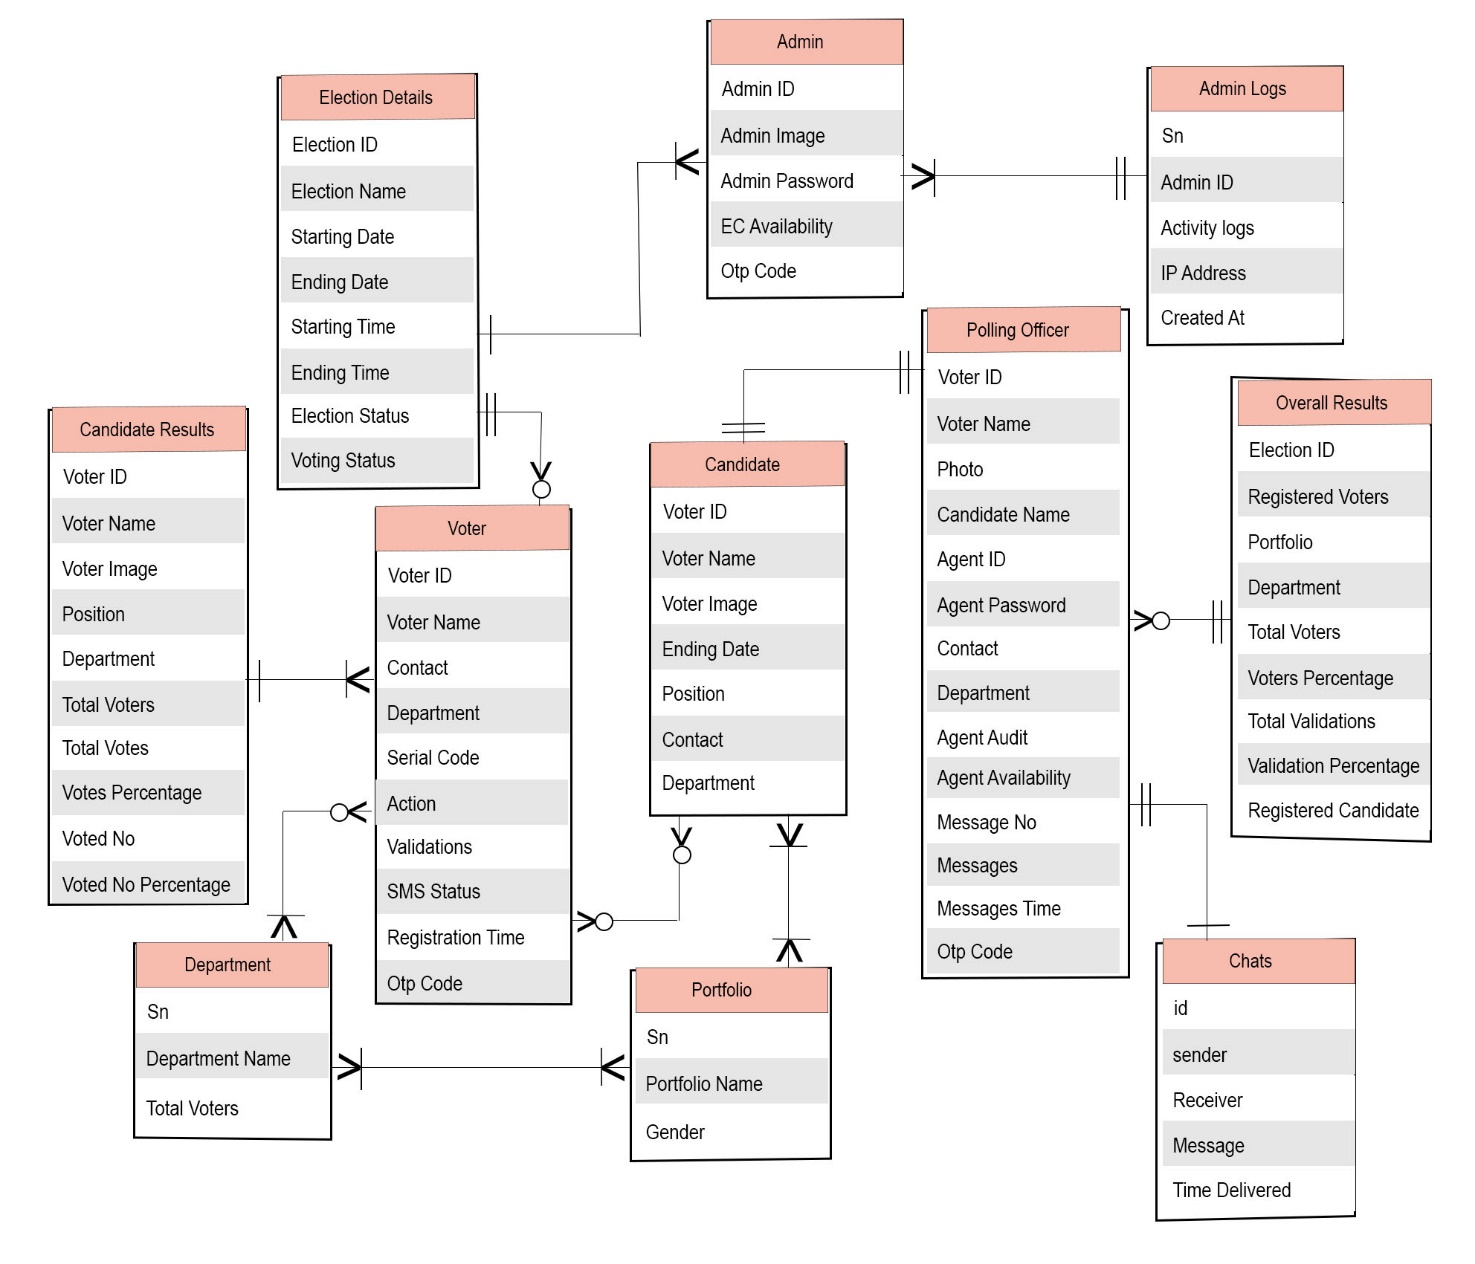 Admin
Admin ID
Admin Image
Admin Password
EC Availability
Otp Code
Admin Logs
Sn
Admin ID
Activity logs
IP Address
Created At
Election Details
Election ID
Election Name
Starting Date
Ending Date
Starting Time
Ending Time
Election Status
Voting Status
Polling Officer
Voter ID
Voter Name
Photo
Candidate Name
Agent ID
Agent Password
Contact
Department
Agent Audit
Agent Availability
Message No
Messages
Messages Time
Otp Code
Overall Results
Election ID
Registered Voters
Portfolio
Department
Total Voters
Voters Percentage
Total Validations
Validation Percentage
Registered Candidate
Candidate Results
Voter ID
Voter Name
Voter Image
Position
Department
Total Voters
Total Votes
Votes Percentage
Voted No
Voted No Percentage
Voter
Voter ID
Voter Name
Contact
Department
Serial Code
Action
Validations
SMS Status
Registration Time
Otp Code
Candidate
Voter ID
Voter Name
Voter Image
Ending Date
Position
Contact
Department
Department
Sn
Department Name
Total Voters
Portfolio
Sn
Portfolio Name
Gender
Chats
id
sender
Receiver
Message
Time Delivered